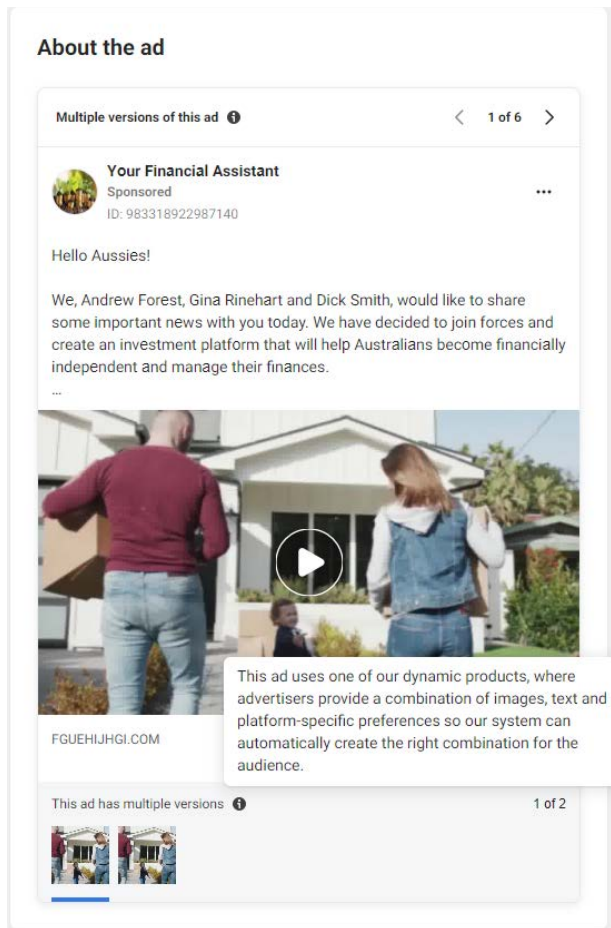 About the ad
Multiple versions of this ad
1 of 6
Your Financial Assistant
Sponsored
ID: 983318922987140
Hello Aussies!
We, Andrew Forest, Gina Rinehart and Dick Smith, would like to share
some important news with you today. We have decided to join forces and
create an investment platform that will help Australians become financially
independent and manage their finances.
...
This ad uses one of our dynamic products, where
advertisers provide a combination of images, text and
platform-specific preferences so our system can
automatically create the right combination for the
audience.
FGUEHIJHGI.COM
This ad has multiple versions
1 of 2